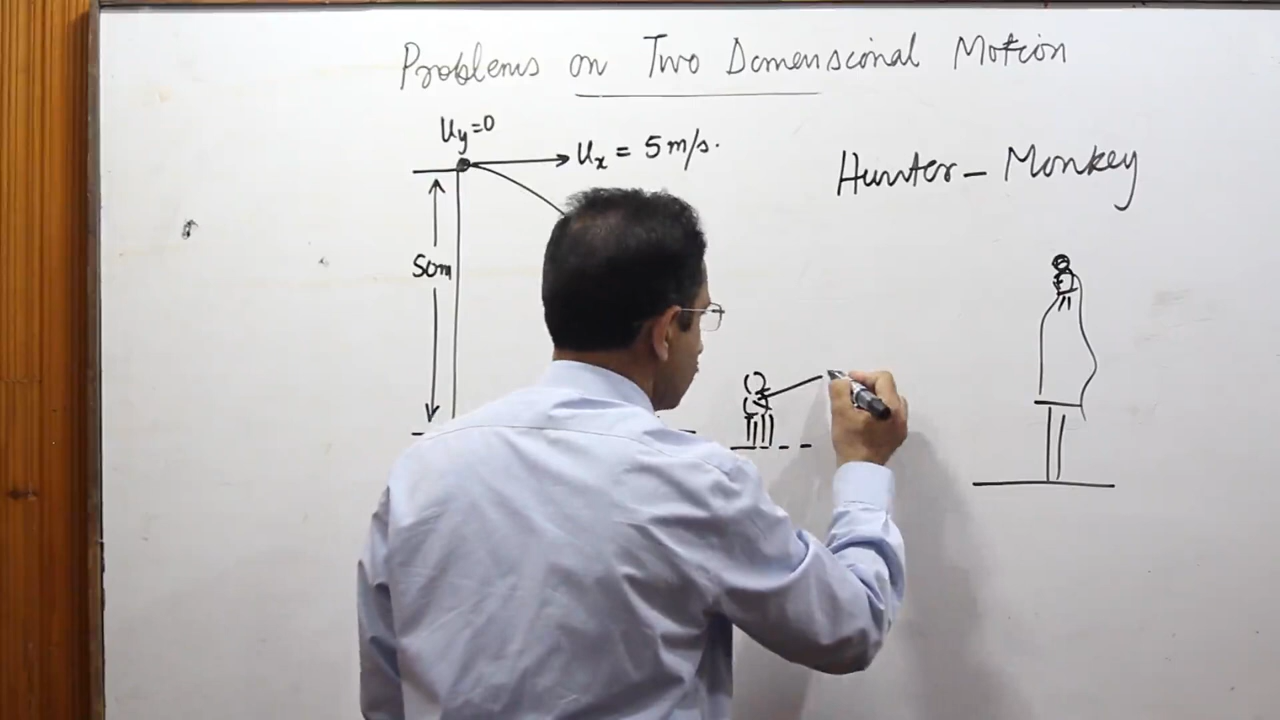 Problems on Two Dimensional Motion
Uy=0
Ux = 5 m/s.
50m
Hunter - Monkey